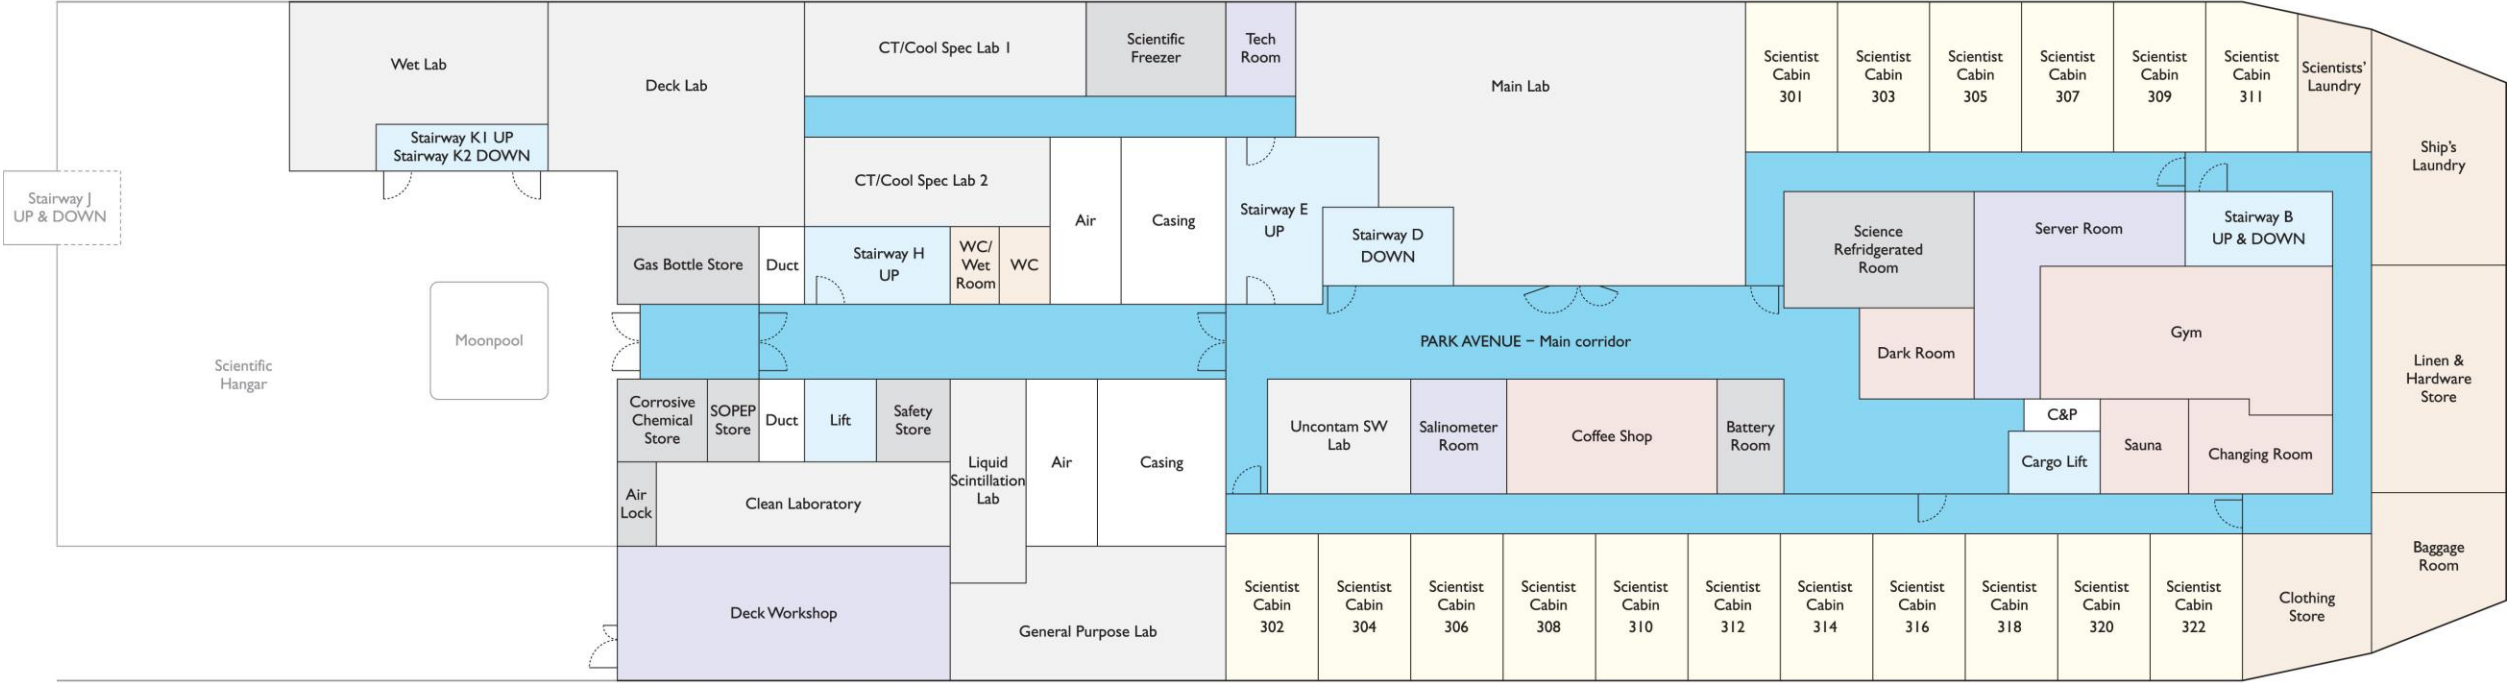 Wet Lab
Deck Lab
CT/Cool Spec Lab 1
Scientific
Freezer
Tech
Room
Main Lab
Scientist
Cabin
301
Scientist
Cabin
303
Scientist
Cabin
305
Scientist
Cabin
307
Scientist
Cabin
309
Scientist
Cabin
311
Scientists'
Laundry
Ship's
Laundry
Stairway K1 UP
Stairway K2 DOWN
Stairway J
UP & DOWN
CT/Cool Spec Lab 2
Air
Casing
Stairway E
UP
Stairway D
DOWN
Science
Refridgerated
Room
Server Room
Stairway B
UP & DOWN
Gas Bottle Store
Duct
Stairway H
UP
WC/
Wet
Room
WC
Scientific
Hangar
Moonpool
PARK AVENUE – Main corridor
Dark Room
Gym
Linen &
Hardware
Store
Corrosive
Chemical
Store
SOPEP
Store
Duct
Lift
Safety
Store
Liquid
Scintillation
Lab
Air
Casing
Uncontam SW
Lab
Salinometer
Room
Coffee Shop
Battery
Room
C&P
Cargo Lift
Sauna
Changing Room
Air
Lock
Clean Laboratory
Deck Workshop
General Purpose Lab
Scientist
Cabin
302
Scientist
Cabin
304
Scientist
Cabin
306
Scientist
Cabin
308
Scientist
Cabin
310
Scientist
Cabin
312
Scientist
Cabin
314
Scientist
Cabin
316
Scientist
Cabin
318
Scientist
Cabin
320
Scientist
Cabin
322
Clothing
Store
Baggage
Room